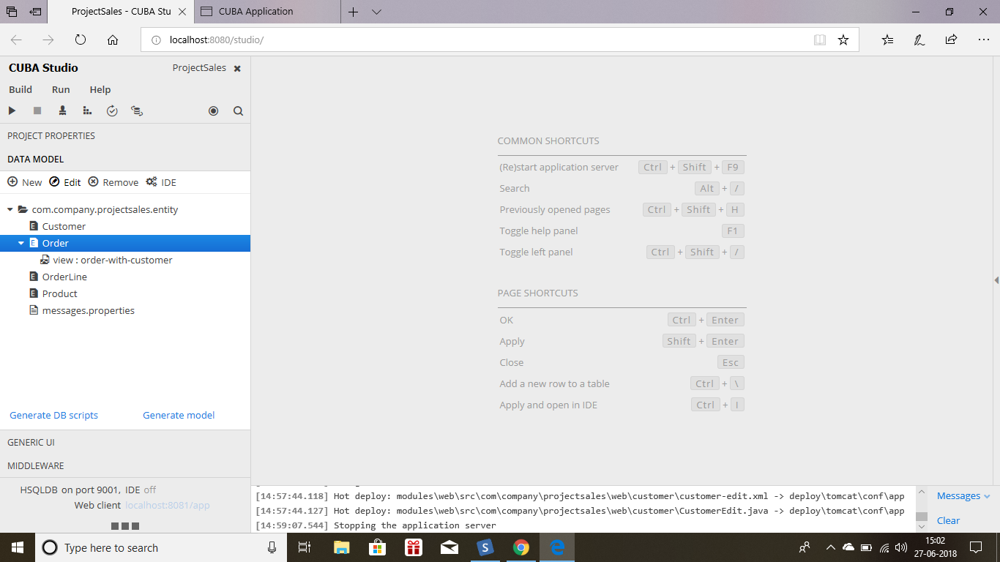 ProjectSales - CUBA Stu
CUBA Application
localhost:8080/studio/
CUBA Studio
ProjectSales
Build Run Help
PROJECT PROPERTIES
DATA MODEL
New Edit Remove IDE
com.company.projectsales.entity
E Customer
E Order
view : order-with-customer
E OrderLine
E Product
messages.properties
Generate DB scripts Generate model
GENERIC UI
MIDDLEWARE
HSQLDB on port 9001, IDE off
Web client localhost:8081/app
COMMON SHORTCUTS
(Re)start application server Ctrl + Shift + F9
Search Alt + /
Previously opened pages Ctrl + Shift + H
Toggle help panel F1
Toggle left panel Ctrl + Shift + /
PAGE SHORTCUTS
OK Ctrl + Enter
Apply Shift + Enter
Close Esc
Add a new row to a table Ctrl + \
Apply and open in IDE Ctrl + I
[14:57:44.118] Hot deploy: modules\web\src\com\company\projectsales\web\customer\customer-edit.xml -> deploy\tomcat\conf\app
[14:57:44.127] Hot deploy: modules\web\src\com\company\projectsales\web\customer\CustomerEdit.java -> deploy\tomcat\conf\app
[14:59:07.544] Stopping the application server
Messages
Clear
Type here to search
S
15:02
27-06-2018